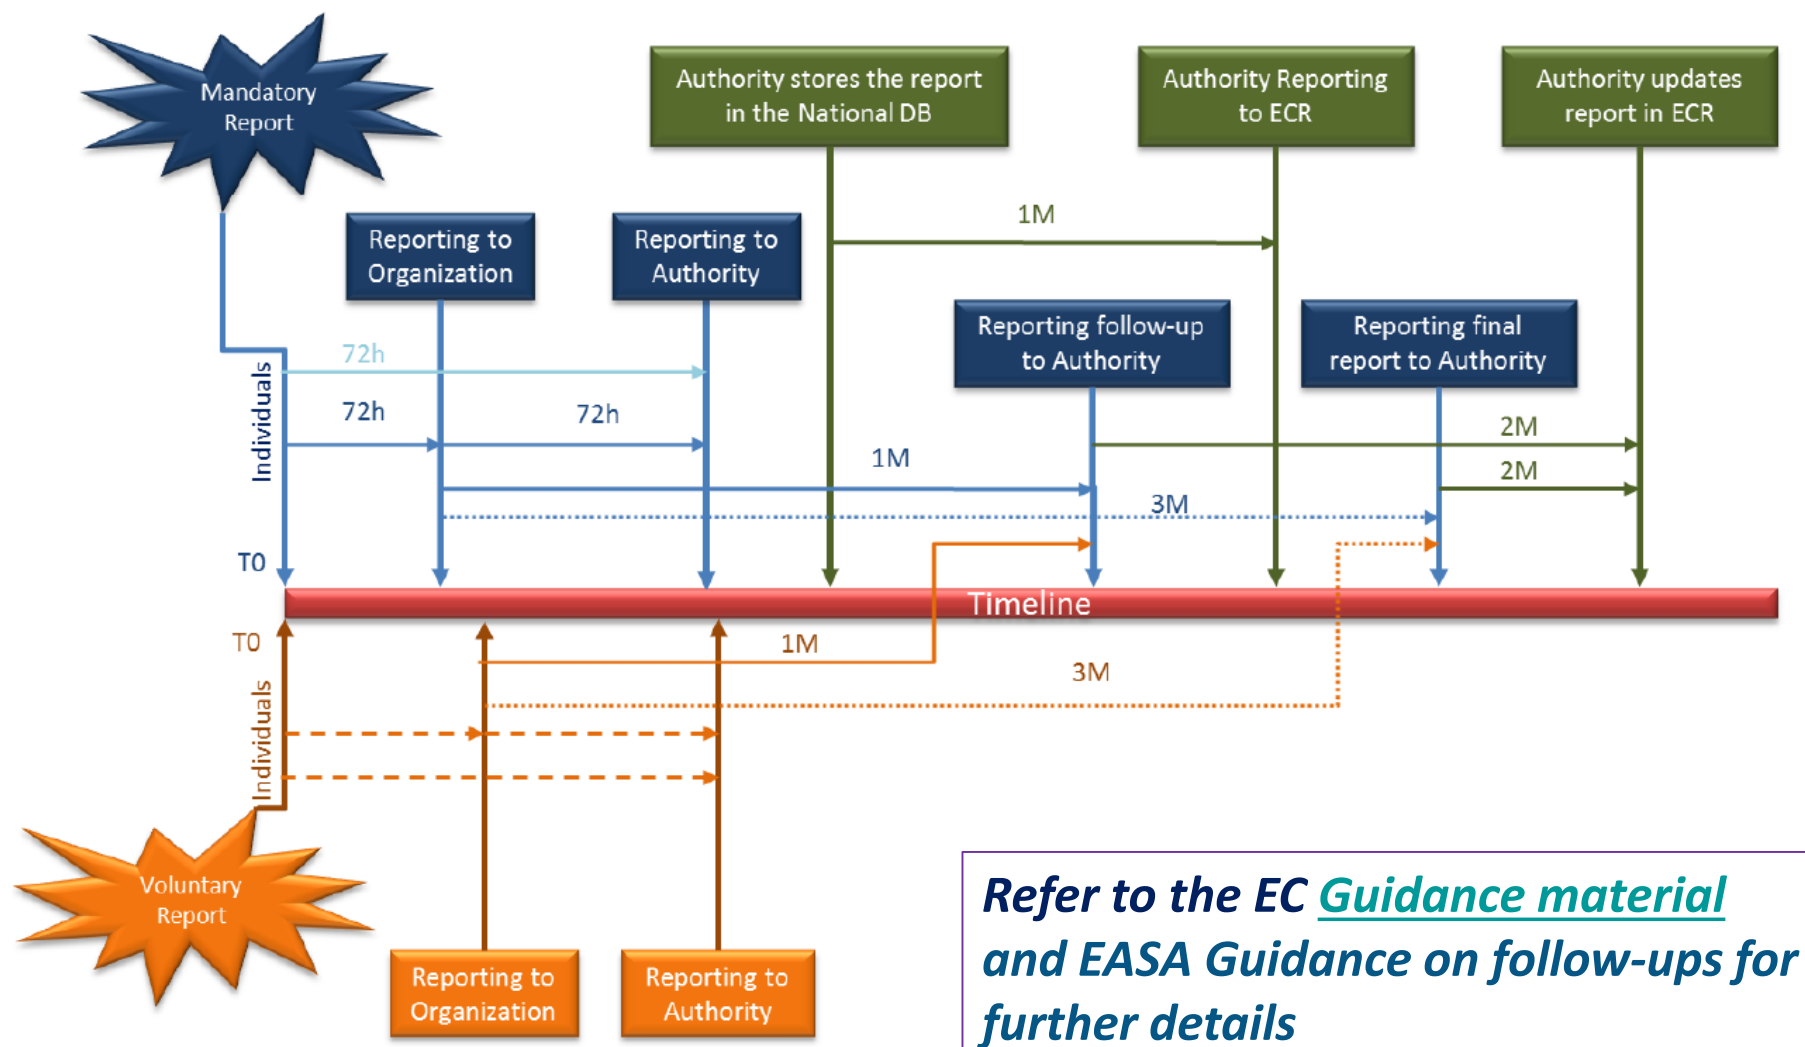 Mandatory
Report
Authority stores the report
in the National DB
Authority Reporting
to ECR
Authority updates
report in ECR
1M
Reporting to
Organization
Reporting to
Authority
Reporting follow-up
to Authority
Reporting final
report to Authority
Individuals
72h
72h
72h
1M
2M
2M
3M
T0
Timeline
T0
1M
3M
Individuals
Voluntary
Report
Reporting to
Organization
Reporting to
Authority
Refer to the EC Guidance material
and EASA Guidance on follow-ups for
further details